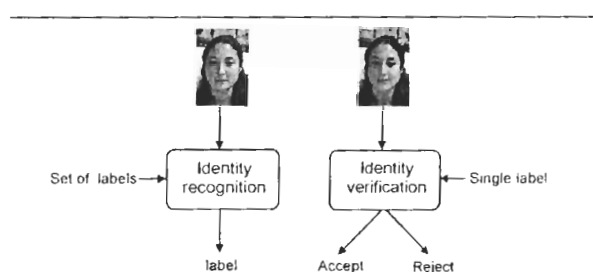 Identity
recognition
Identity
verification
Set of labels
Single label
label
Accept
Reject